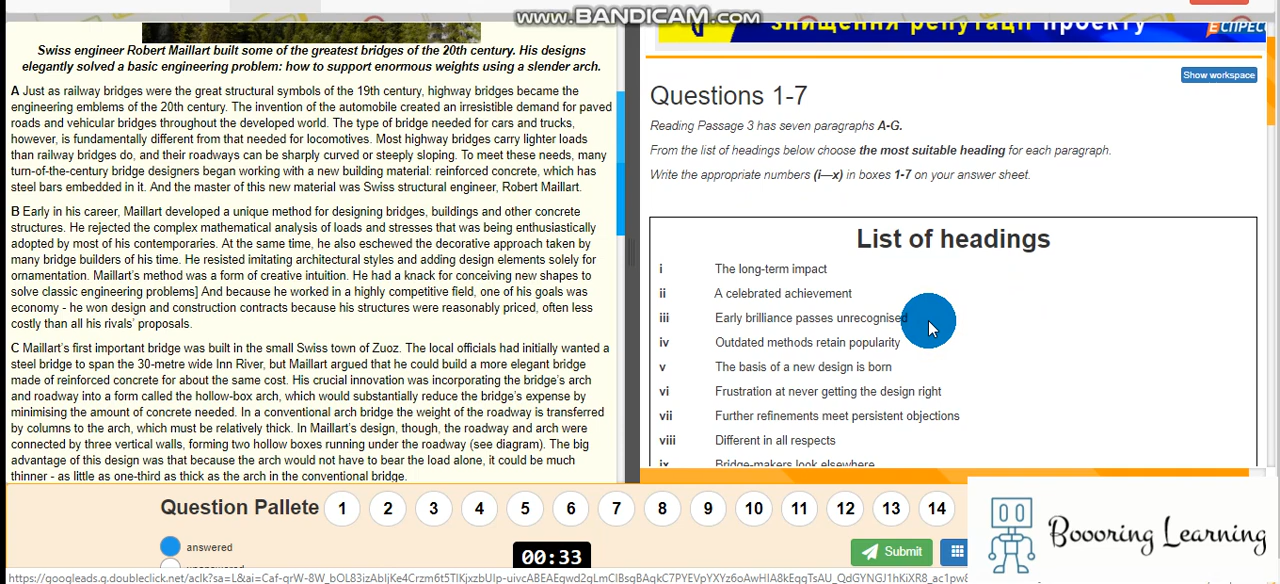 www.BANDICAM.com
Swiss engineer Robert Maillart built some of the greatest bridges of the 20th century. His designs
elegantly solved a basic engineering problem: how to support enormous weights using a slender arch.
A Just as railway bridges were the great structural symbols of the 19th century, highway bridges became the
engineering emblems of the 20th century. The invention of the automobile created an irresistible demand for paved
roads and vehicular bridges throughout the developed world. The type of bridge needed for cars and trucks,
however, is fundamentally different from that needed for locomotives. Most highway bridges carry lighter loads
than railway bridges do, and their roadways can be sharply curved or steeply sloping. To meet these needs, many
turn-of-the-century bridge designers began working with a new building material: reinforced concrete, which has
steel bars embedded in it. And the master of this new material was Swiss structural engineer, Robert Maillart.
B Early in his career, Maillart developed a unique method for designing bridges, buildings and other concrete
structures. He rejected the complex mathematical analysis of loads and stresses that was being enthusiastically
adopted by most of his contemporaries. At the same time, he also eschewed the decorative approach taken by
many bridge builders of his time. He resisted imitating architectural styles and adding design elements solely for
ornamentation. Maillart's method was a form of creative intuition. He had a knack for conceiving new shapes to
solve classic engineering problems] And because he worked in a highly competitive field, one of his goals was
economy - he won design and construction contracts because his structures were reasonably priced, often less
costly than all his rivals' proposals.
C Maillart's first important bridge was built in the small Swiss town of Zuoz. The local officials had initially wanted a
steel bridge to span the 30-metre wide Inn River, but Maillart argued that he could build a more elegant bridge
made of reinforced concrete for about the same cost. His crucial innovation was incorporating the bridge's arch
and roadway into a form called the hollow-box arch, which would substantially reduce the bridge's expense by
minimising the amount of concrete needed. In a conventional arch bridge the weight of the roadway is transferred
by columns to the arch, which must be relatively thick. In Maillart's design, though, the roadway and arch were
connected by three vertical walls, forming two hollow boxes running under the roadway (see diagram). The big
advantage of this design was that because the arch would not have to bear the load alone, it could be much
thinner - as little as one-third as thick as the arch in the conventional bridge.
знищення репутації проєкту
ЕСПРЕСО
Show workspace
Questions 1-7
Reading Passage 3 has seven paragraphs A-G.
From the list of headings below choose the most suitable heading for each paragraph.
Write the appropriate numbers (i—x) in boxes 1-7 on your answer sheet.
List of headings
i The long-term impact
ii A celebrated achievement
iii Early brilliance passes unrecognised
iv Outdated methods retain popularity
v The basis of a new design is born
vi Frustration at never getting the design right
vii Further refinements meet persistent objections
viii Different in all respects
ix Bridge-makers look elsewhere
Question Pallete 1 2 3 4 5 6 7 8 9 10 11 12 13 14
answered
00:33
Submit
Boooring Learning